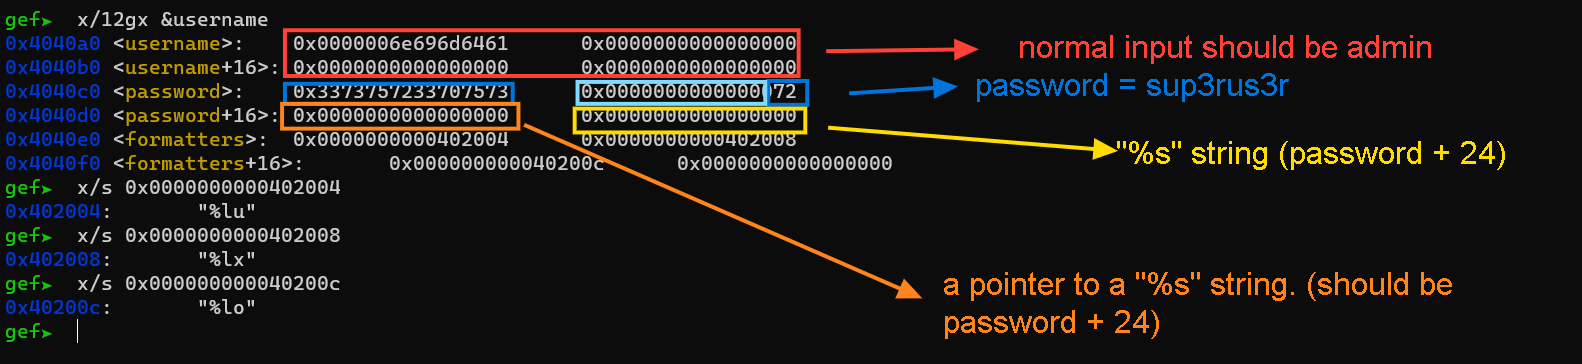 gef➤  x/12gx &username
0x4040a0 <username>:    0x0000006e696d6461      0x0000000000000000
0x4040b0 <username+16>: 0x0000000000000000      0x0000000000000000
0x4040c0 <password>:    0x3373757233707573      0x0000000000000072
0x4040d0 <password+16>: 0x0000000000000000      0x0000000000000000
0x4040e0 <formatters>:  0x0000000000402004      0x0000000000402008
0x4040f0 <formatters+16>:       0x000000000040200c      0x0000000000000000
gef➤  x/s 0x0000000000402004
0x402004:       "%lu"
gef➤  x/s 0x0000000000402008
0x402008:       "%lx"
gef➤  x/s 0x000000000040200c
0x40200c:       "%lo"
gef➤
normal input should be admin
password = sup3rus3r
"%s" string (password + 24)
a pointer to a "%s" string. (should be
password + 24)